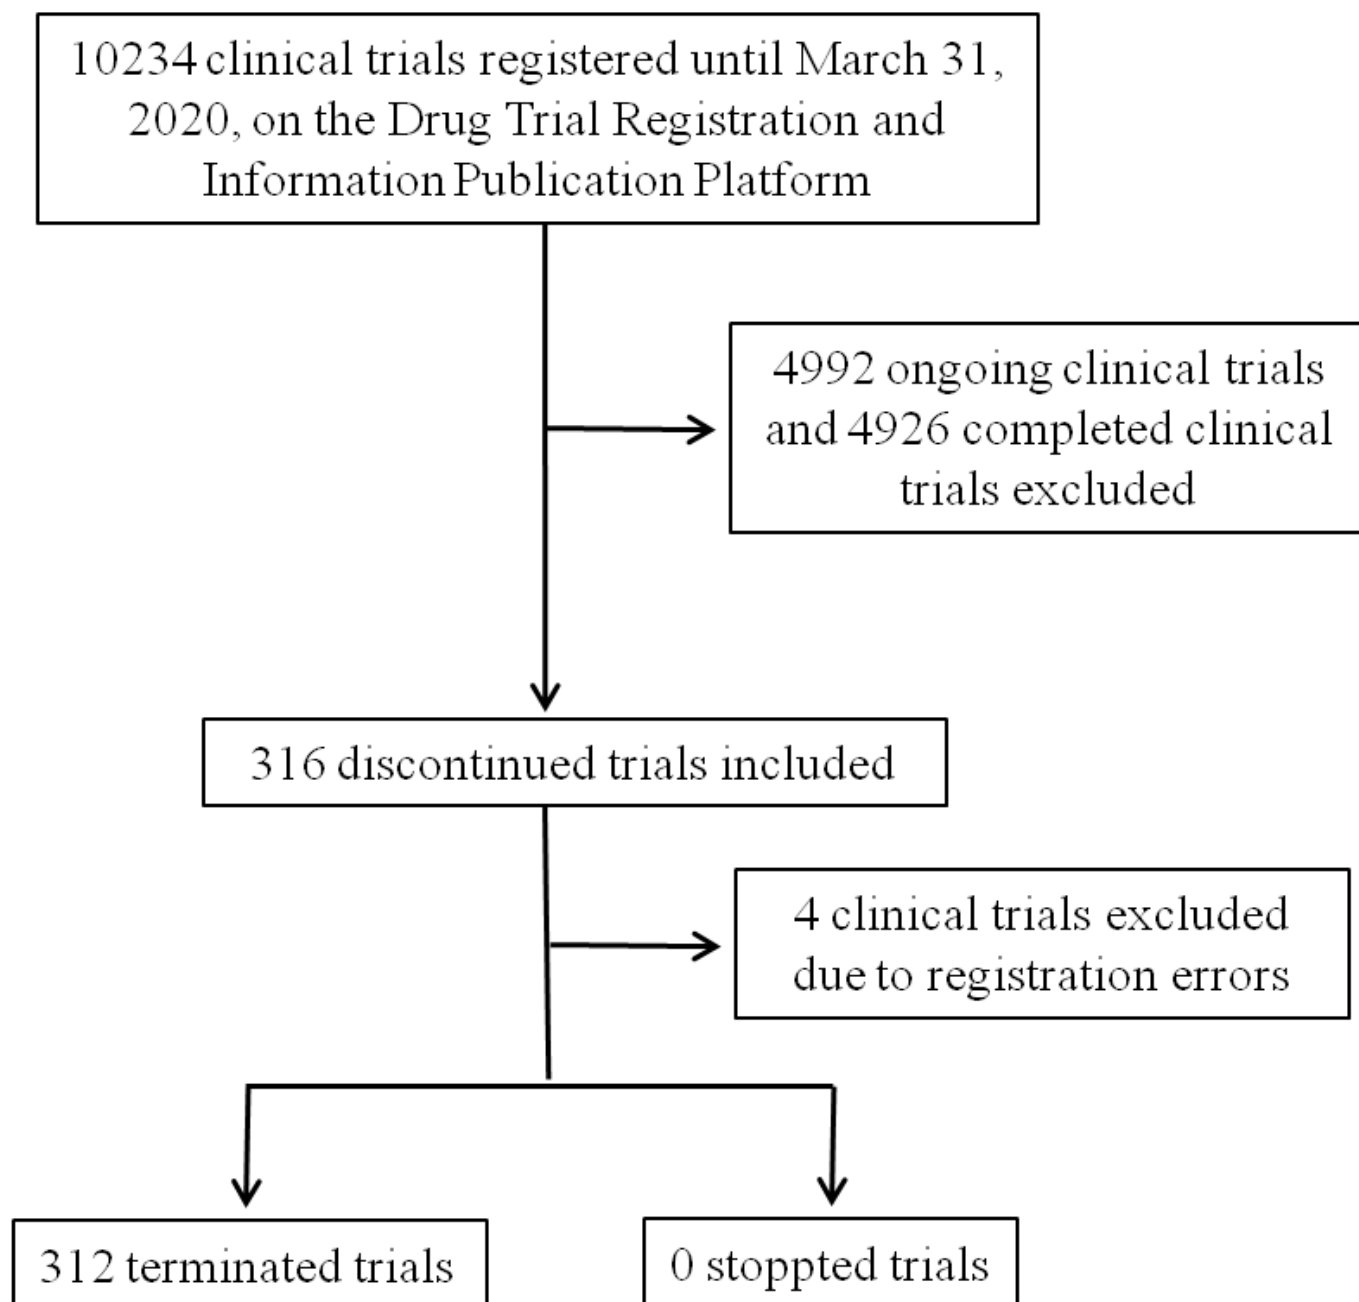 10234 clinical trials registered until March 31,
2020, on the Drug Trial Registration and
Information Publication Platform
4992 ongoing clinical trials
and 4926 completed clinical
trials excluded
316 discontinued trials included
4 clinical trials excluded
due to registration errors
312 terminated trials
0 stoppted trials